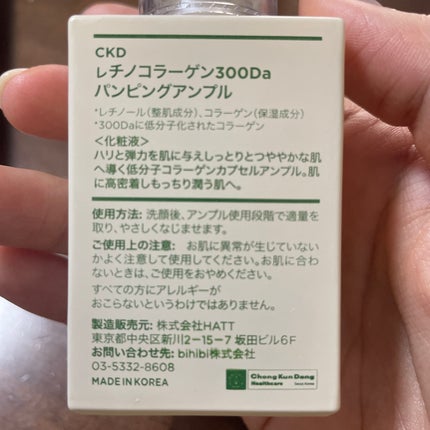 CKD
レチノコラーゲン300Da
パンピングアンプル
*レチノール(整肌成分)、コラーゲン(保湿成分)
*300Daに低分子化されたコラーゲン
<化粧液>
ハリと弾力を肌に与えしっとりとつややかな肌
へ導く低分子コラーゲンカプセルアンプル。肌
に高密着しもっちり潤う肌へ。
使用方法: 洗顔後、アンプル使用段階で適量を
取り、やさしくなじませます。
ご使用上の注意: お肌に異常が生じていない
かよく注意して使用してください。お肌に合わ
ないときは、ご使用をおやめください。
すべての方にアレルギーが
おこらないというわけではありません。
製造販売元: 株式会社HATT
東京都中央区新川2-15-7 坂田ビル6F
お問い合わせ先: bihibi株式会社
03-5332-8608
MADE IN KOREA
Chong Kun Dang
Healthcare